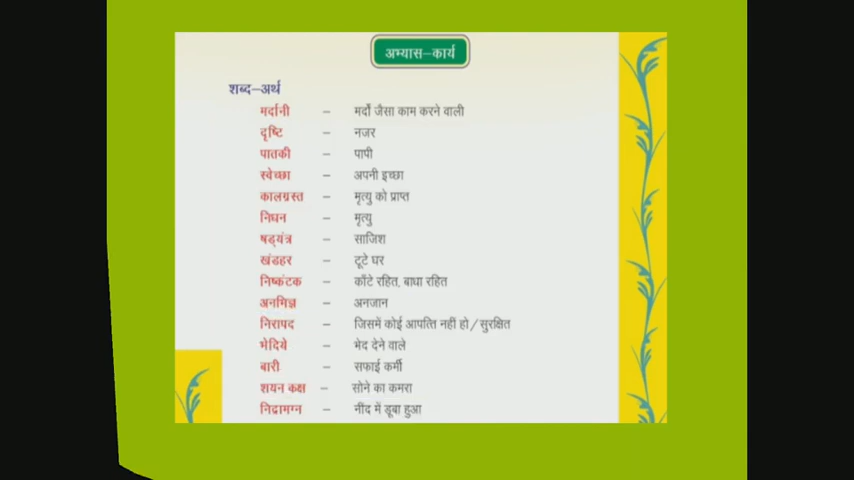 अभ्यास-कार्य
शब्द-अर्थ
मर्दानी – मर्दों जैसा काम करने वाली
दृष्टि – नजर
पातकी – पापी
स्वेच्छा – अपनी इच्छा
कालग्रस्त – मृत्यु को प्राप्त
निधन – मृत्यु
षड्यंत्र – साजिश
खंडहर – टूटे घर
निष्कंटक – काँटे रहित, बाधा रहित
अनभिज्ञ – अनजान
निरापद – जिसमें कोई आपत्ति नहीं हो/सुरक्षित
भेदिये – भेद देने वाले
बारी – सफाई कर्मी
शयन कक्ष – सोने का कमरा
निद्रामग्न – नींद में डूबा हुआ